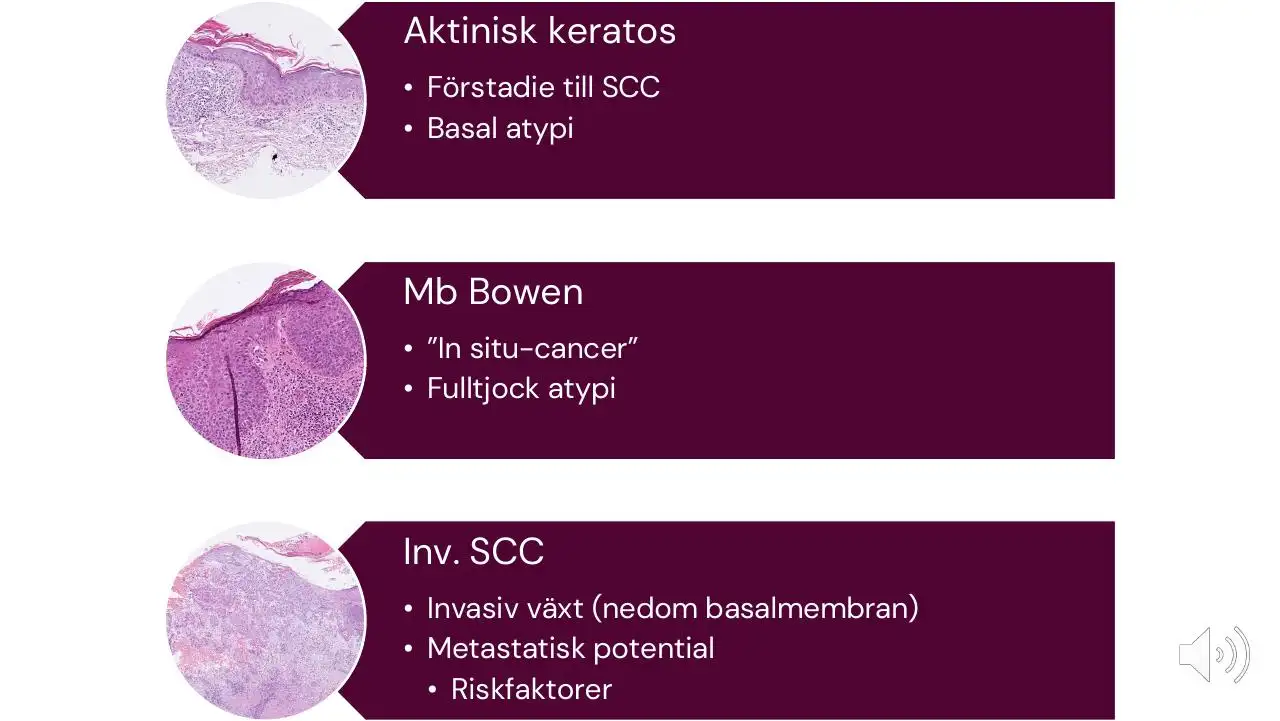 Aktinisk keratos
• Förstadie till SCC
• Basal atypi
Mb Bowen
• ”In situ-cancer”
• Fulltjock atypi
Inv. SCC
• Invasiv växt (nedom basalmembran)
• Metastatisk potential
• Riskfaktorer